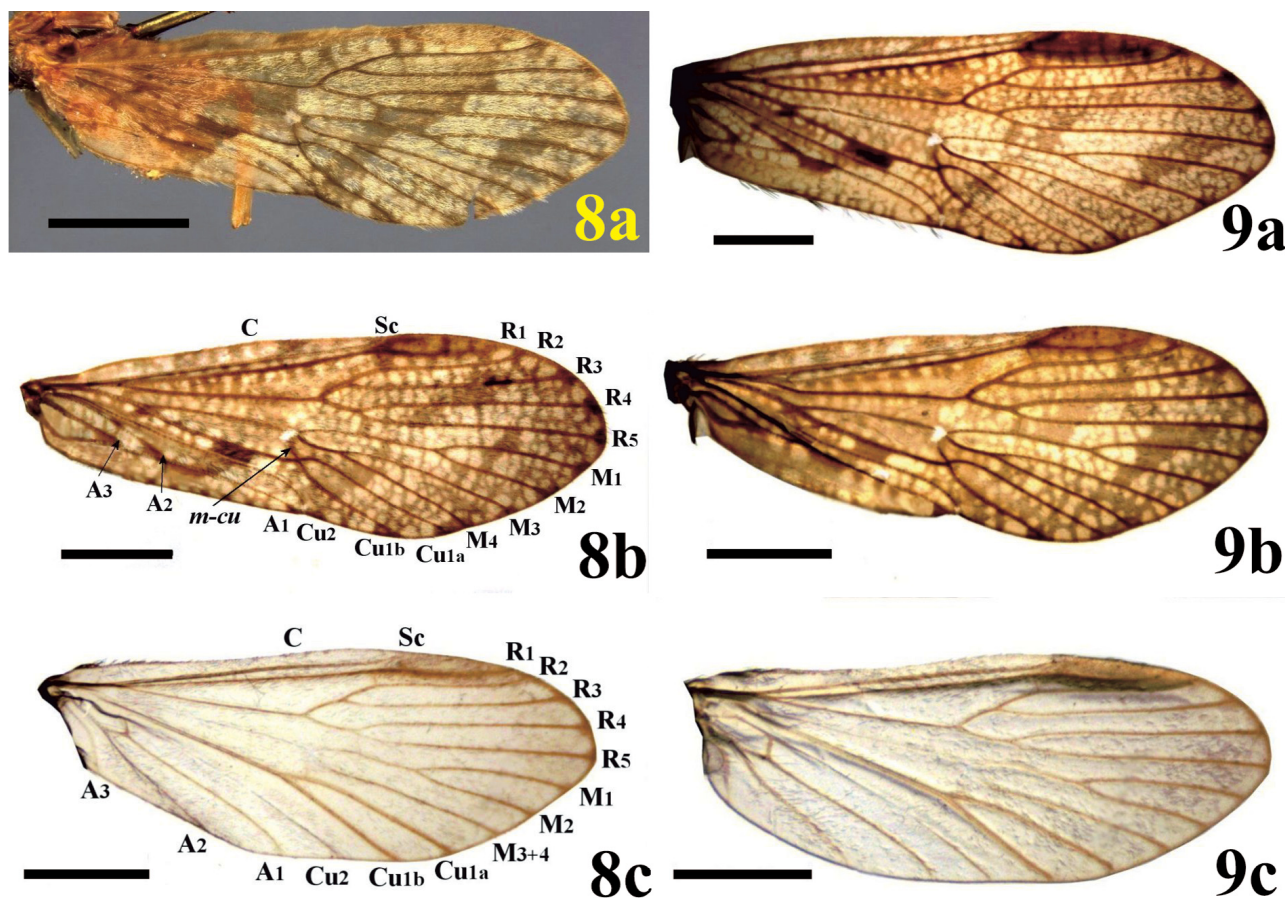 8a
9a
C Sc R1 R2 R3 R4 R5 M1 M2 M3 M4 Cu1a Cu1b Cu2 A1 m-cu A2 A3
8b
9b
C Sc R1 R2 R3 R4 R5 M1 M2 M3+4 Cu1a Cu1b Cu2 A1 A2 A3
8c
9c